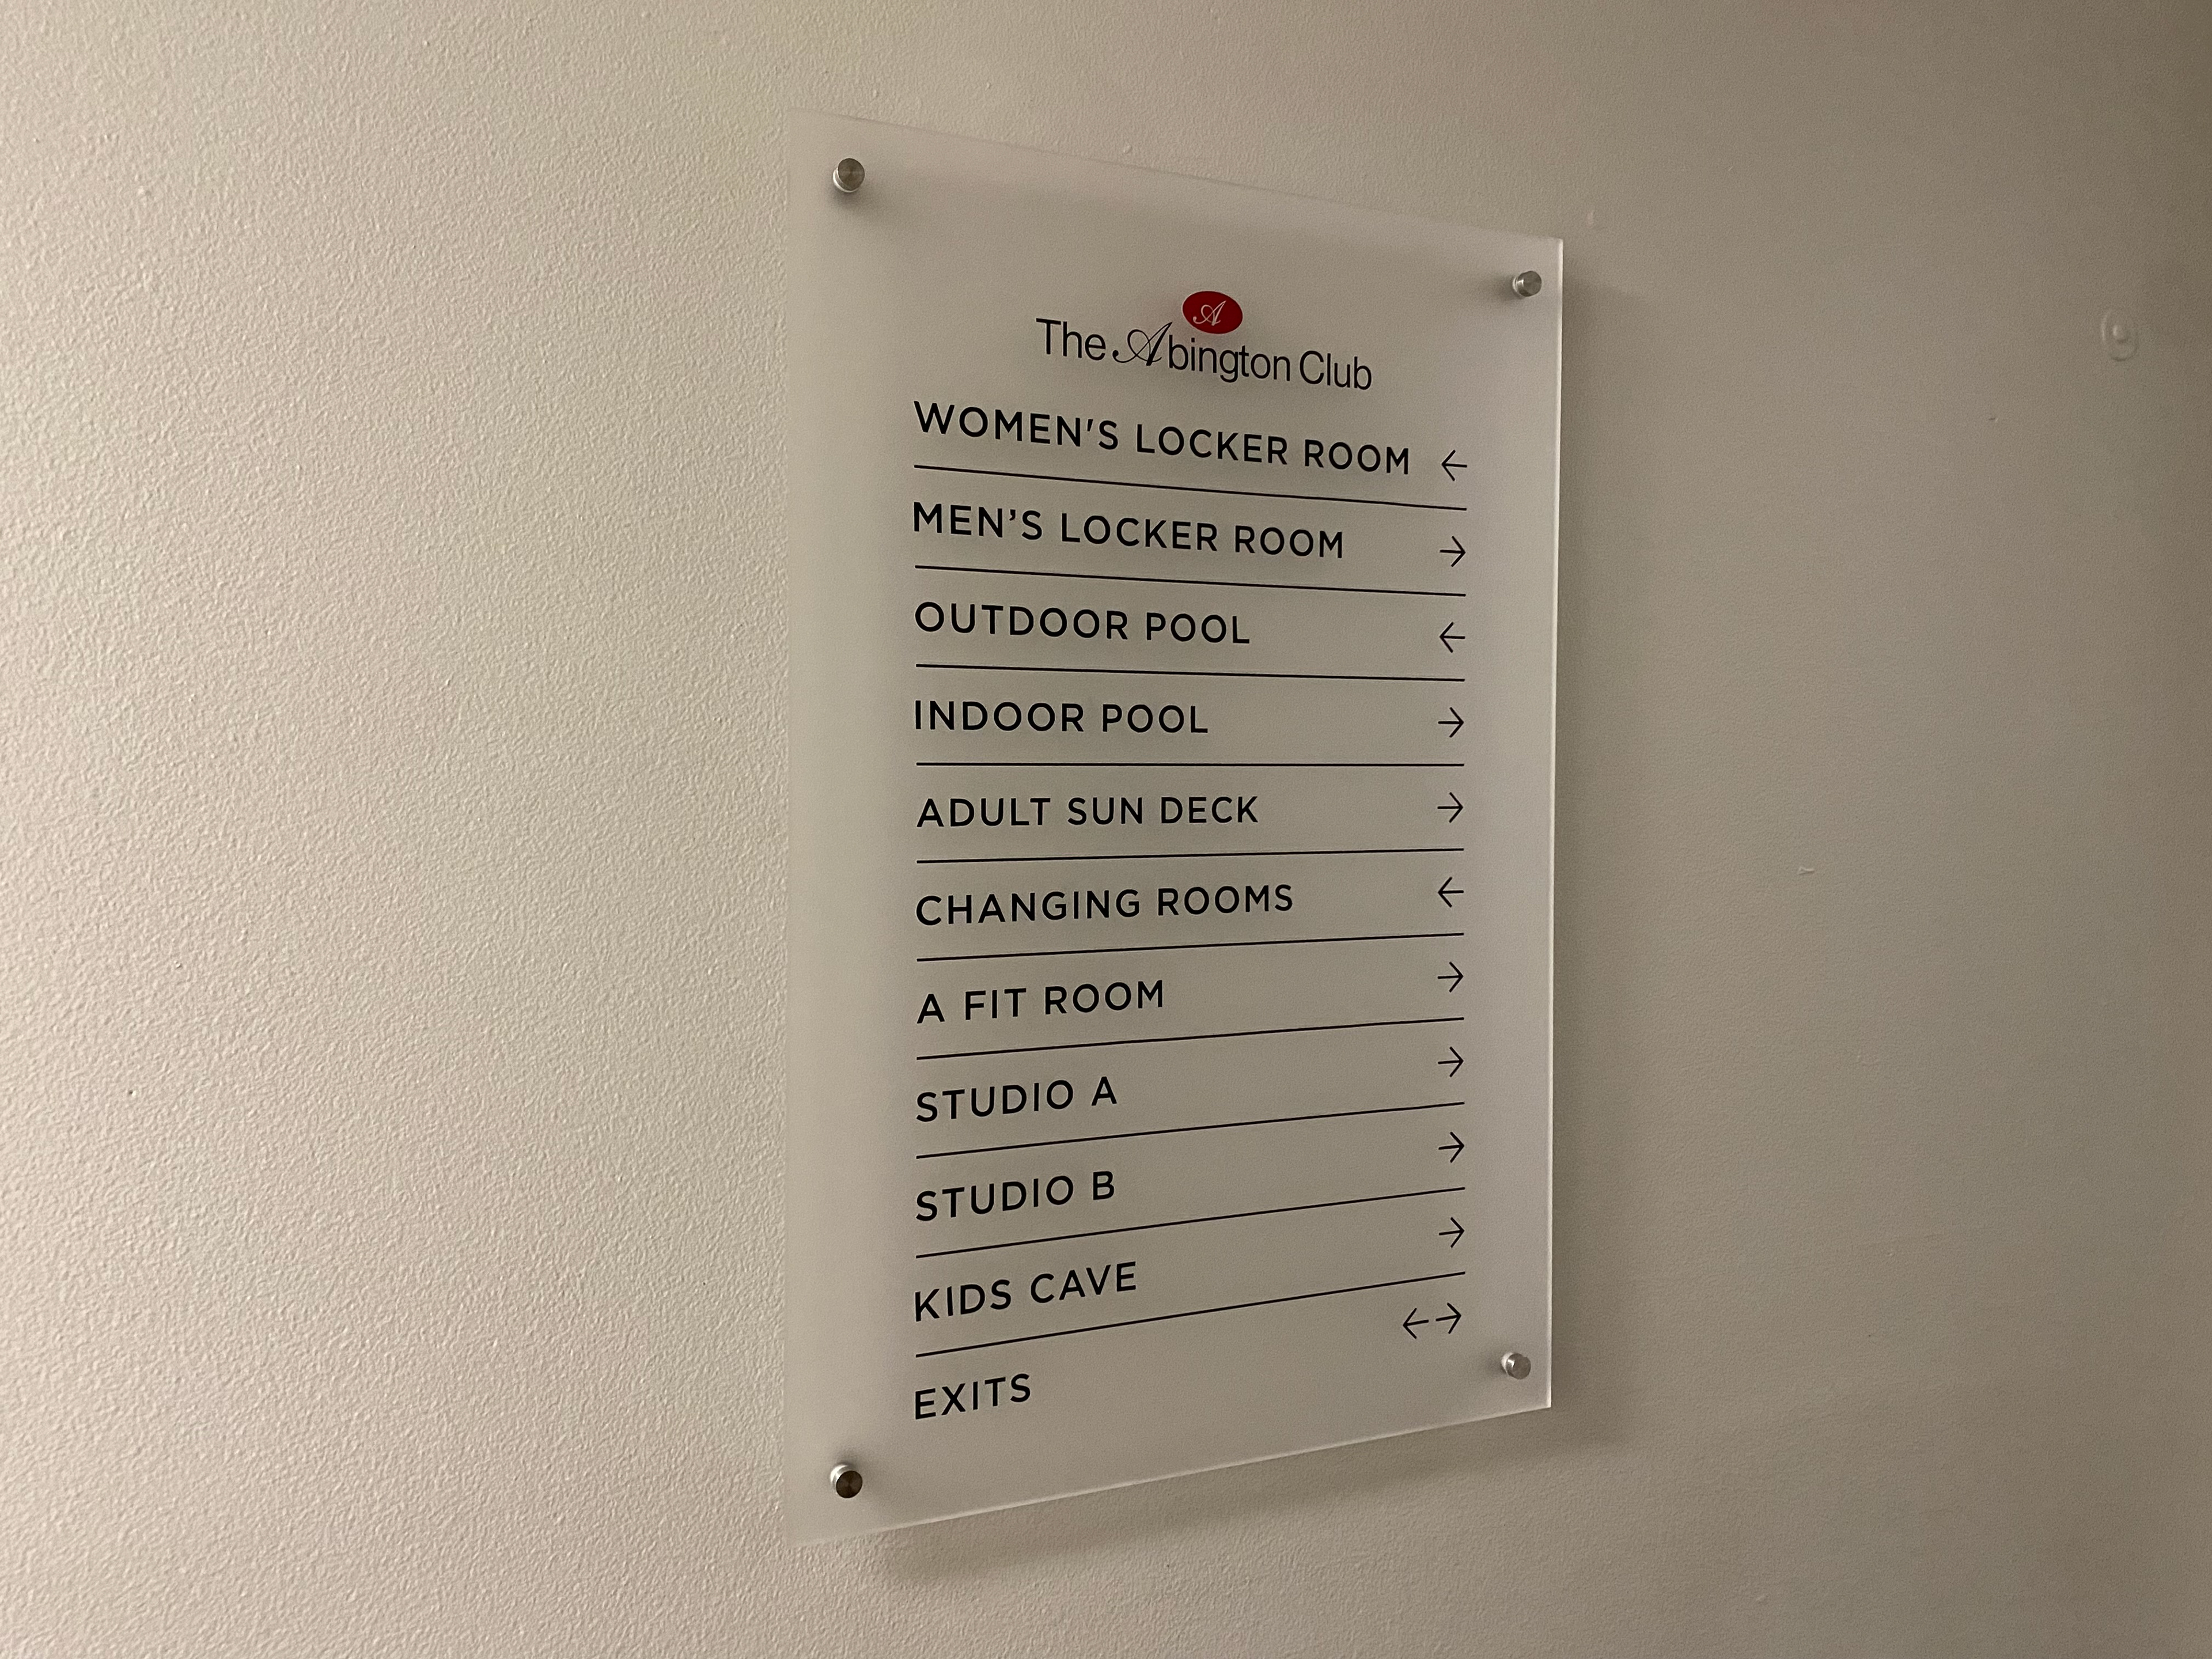 A
The Abington Club
WOMEN'S LOCKER ROOM ←
MEN'S LOCKER ROOM →
OUTDOOR POOL ←
INDOOR POOL →
ADULT SUN DECK →
CHANGING ROOMS ←
A FIT ROOM →
STUDIO A →
STUDIO B →
KIDS CAVE →
EXITS ←→